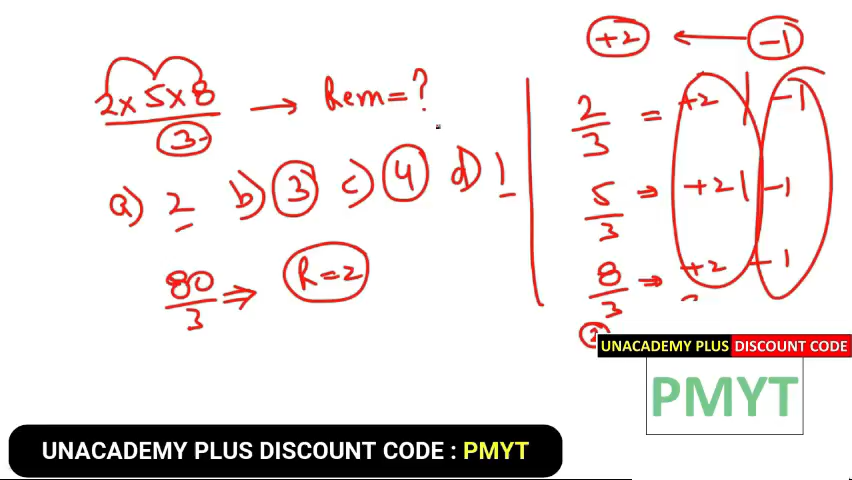 2 × 5 × 8 / 3 → Rem = ?
a) 2 b) 3 c) 4 d) 1
80 / 3 ⇒ R = 2
+2 ← -1
2 / 3 = +2 | -1
5 / 3 ⇒ +2 | -1
8 / 3 ⇒ +2 -1
UNACADEMY PLUS DISCOUNT CODE
PMYT
UNACADEMY PLUS DISCOUNT CODE : PMYT